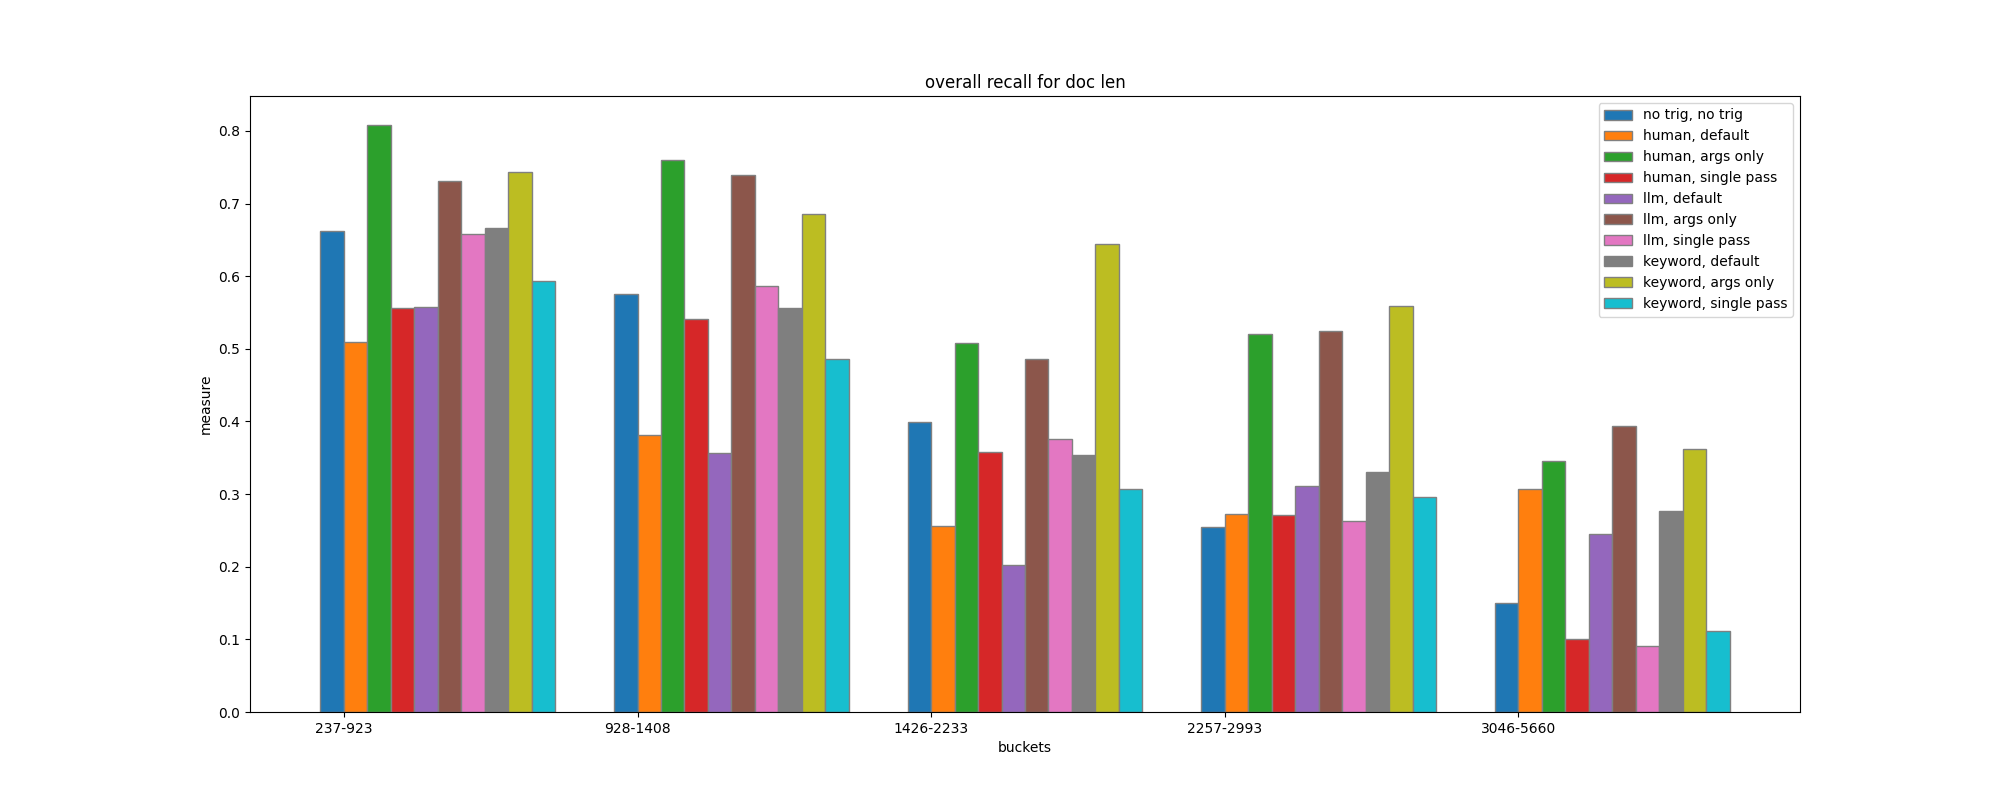 overall recall for doc len
0.8
0.7
0.6
0.5
0.4
0.3
0.2
0.1
0.0
measure
no trig, no trig
human, default
human, args only
human, single pass
llm, default
llm, args only
llm, single pass
keyword, default
keyword, args only
keyword, single pass
237-923 928-1408 1426-2233 2257-2993 3046-5660
buckets